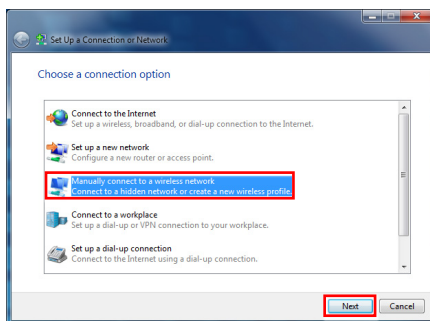 Set Up a Connection or Network
Choose a connection option
Connect to the Internet
Set up a wireless, broadband, or dial-up connection to the Internet.
Set up a new network
Configure a new router or access point.
Manually connect to a wireless network
Connect to a hidden network or create a new wireless profile.
Connect to a workplace
Set up a dial-up or VPN connection to your workplace.
Set up a dial-up connection
Connect to the Internet using a dial-up connection.
Next Cancel